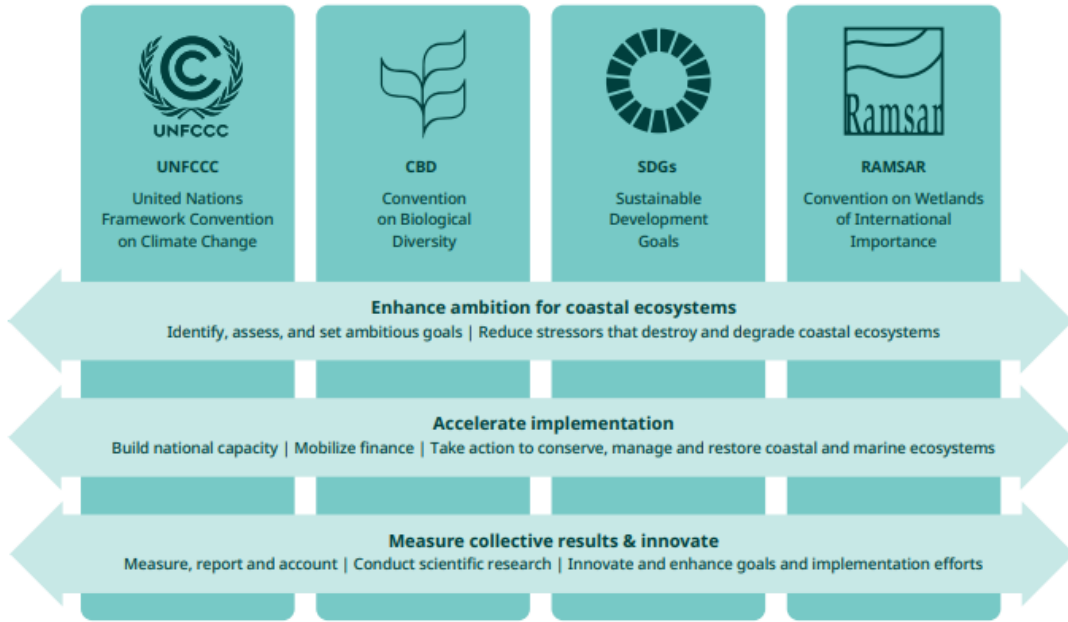 UNFCCC
UNFCCC
United Nations
Framework Convention
on Climate Change
CBD
Convention
on Biological
Diversity
SDGs
Sustainable
Development
Goals
Ramsar
RAMSAR
Convention on Wetlands
of International
Importance
Enhance ambition for coastal ecosystems
Identify, assess, and set ambitious goals | Reduce stressors that destroy and degrade coastal ecosystems
Accelerate implementation
Build national capacity | Mobilize finance | Take action to conserve, manage and restore coastal and marine ecosystems
Measure collective results & innovate
Measure, report and account | Conduct scientific research | Innovate and enhance goals and implementation efforts